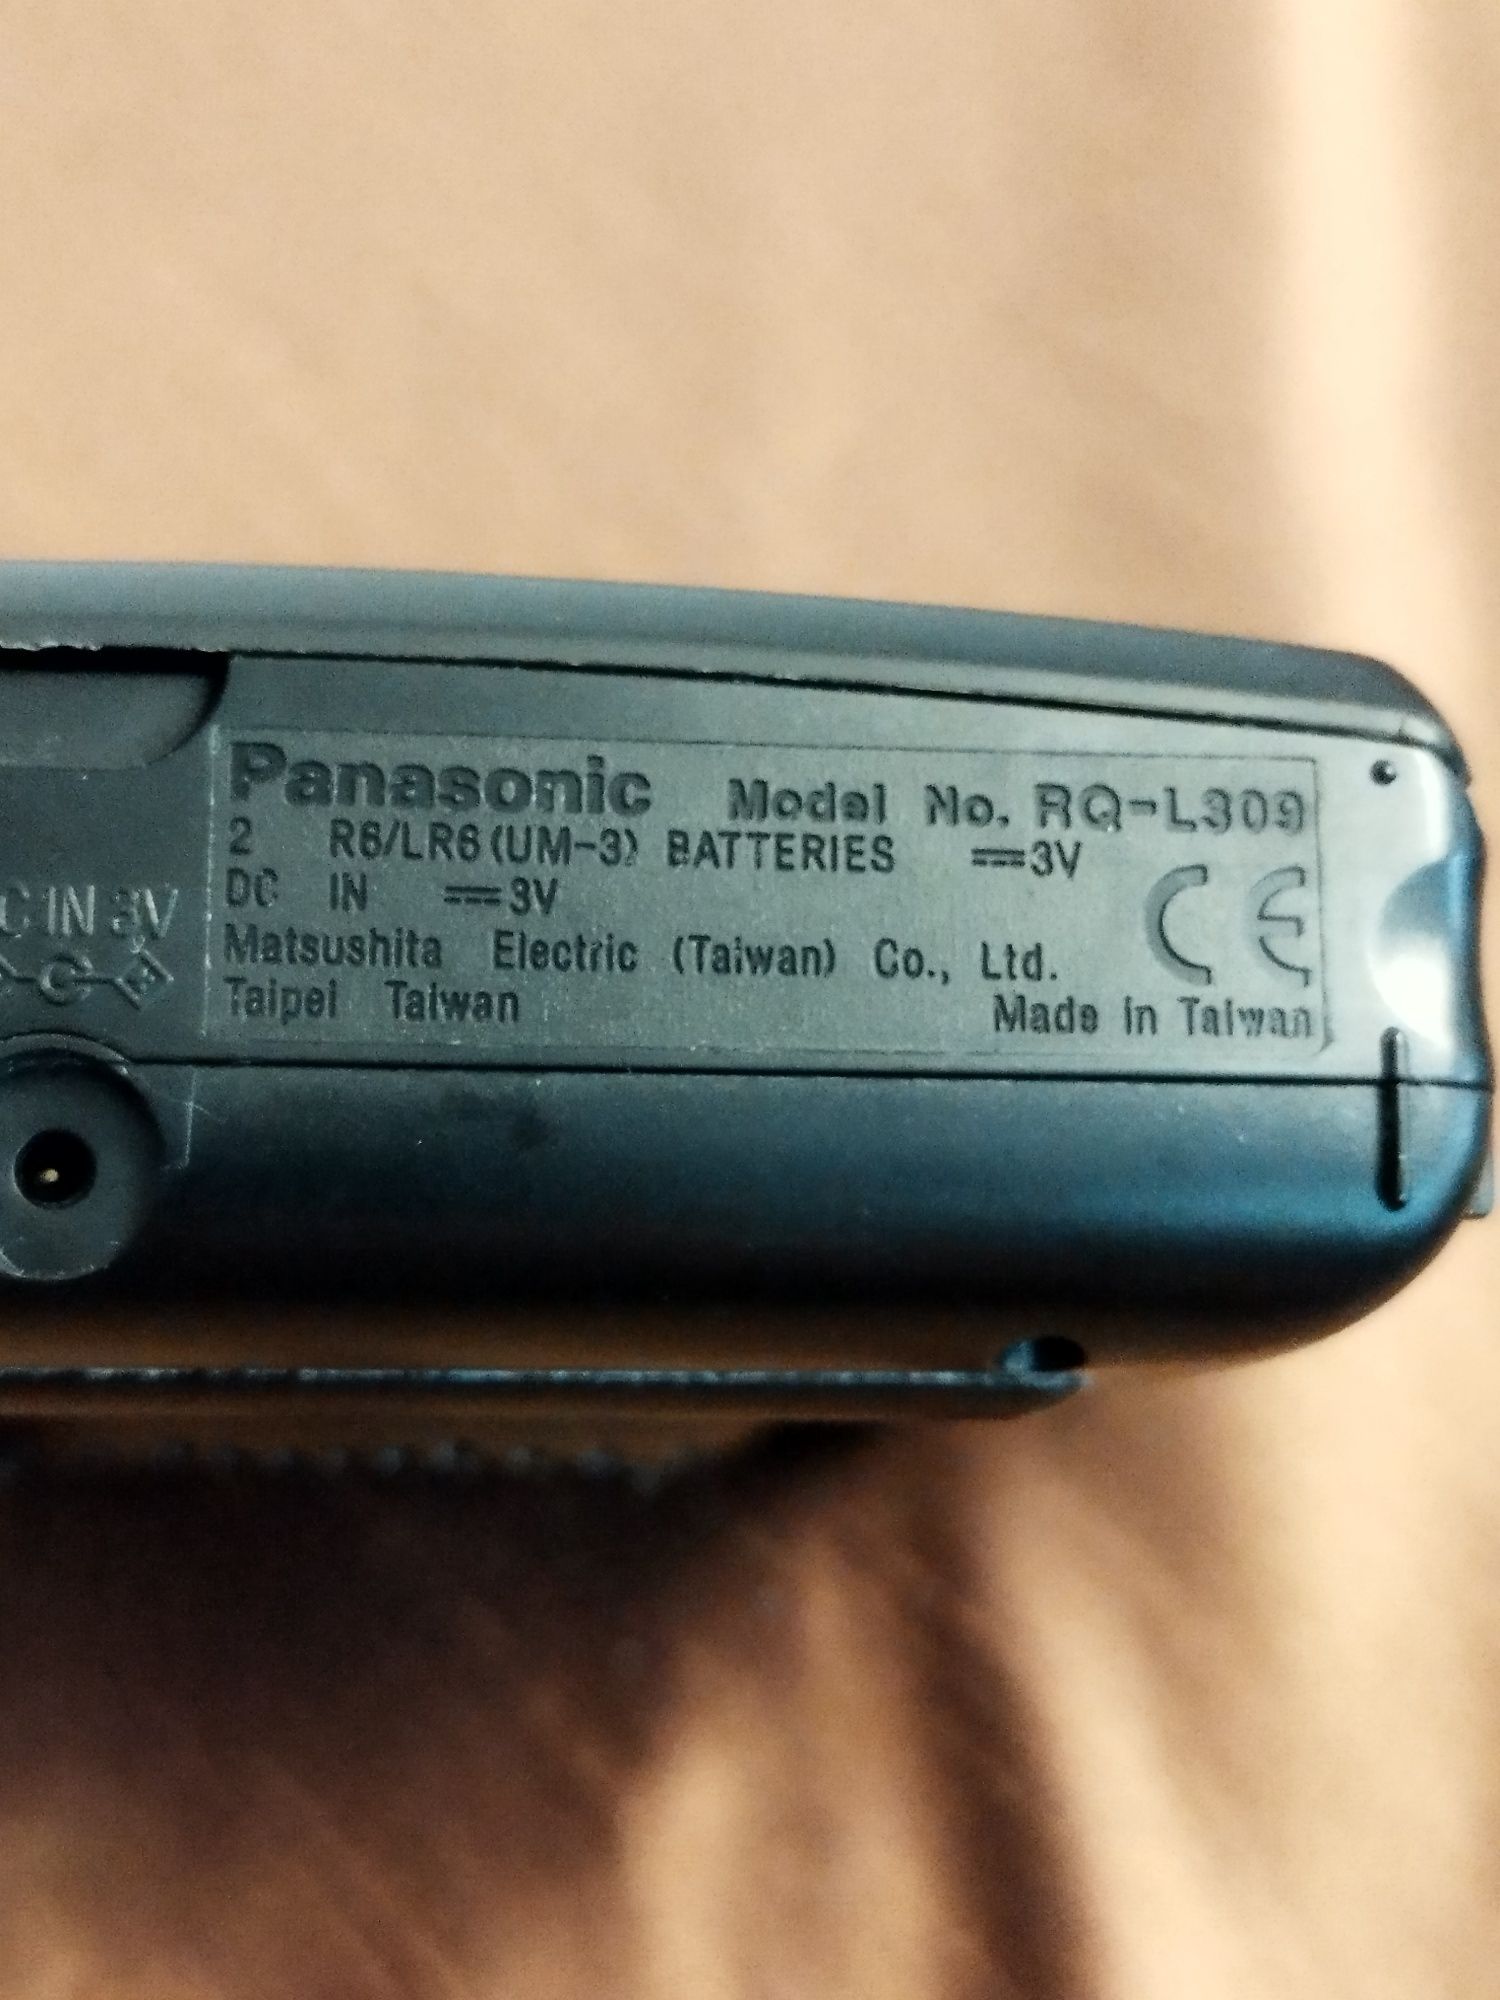 Panasonic Model No. RQ-L309
2 R6/LR6(UM-3) BATTERIES ⎓3V
DC IN ⎓3V
Matsushita Electric (Taiwan) Co., Ltd.
Taipei Taiwan
Made in Taiwan
CE
C IN 3V